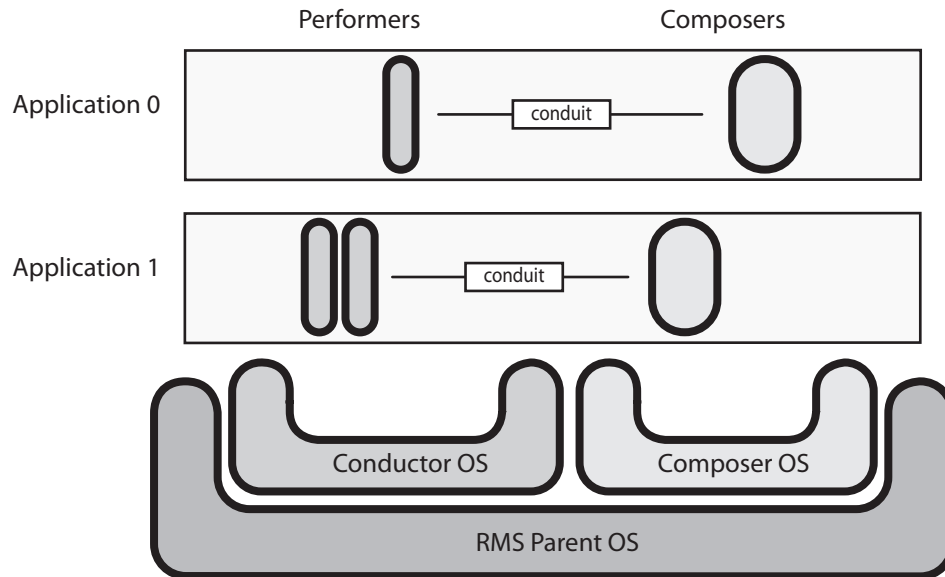 Performers
Composers
Application 0
conduit
Application 1
conduit
Conductor OS
Composer OS
RMS Parent OS